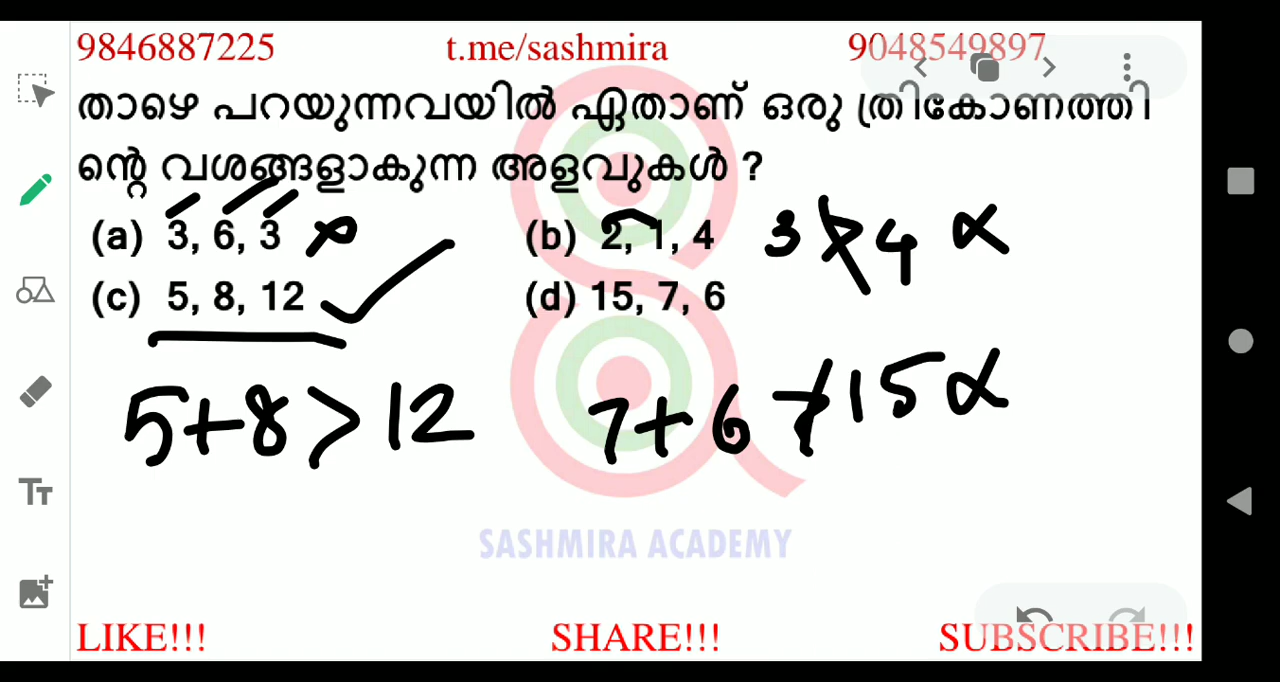 9846887225 t.me/sashmira 9048549897
താഴെ പറയുന്നവയിൽ ഏതാണ് ഒരു ത്രികോണത്തി
ന്റെ വശങ്ങളാകുന്ന അളവുകൾ ?
(a) 3, 6, 3 (b) 2, 1, 4 3 > 4
(c) 5, 8, 12 (d) 15, 7, 6
5+8>12 7+6 > 15
SASHMIRA ACADEMY
LIKE!!! SHARE!!! SUBSCRIBE!!!